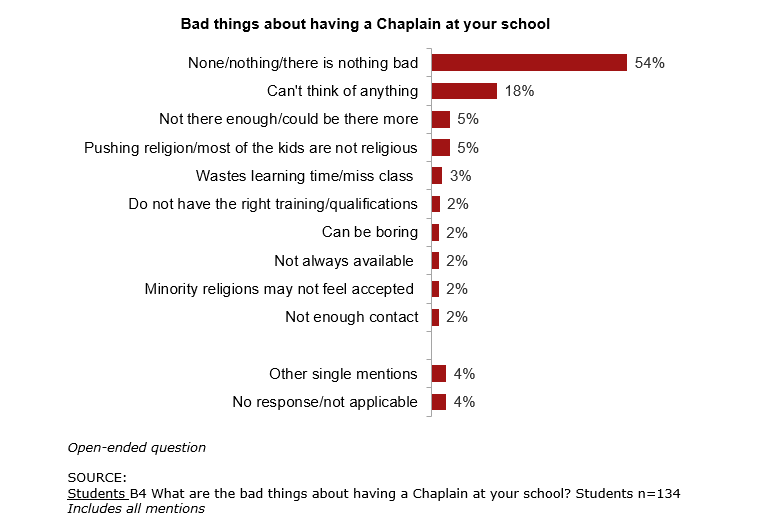 Bad things about having a Chaplain at your school
None/nothing/there is nothing bad 54%
Can't think of anything 18%
Not there enough/could be there more 5%
Pushing religion/most of the kids are not religious 5%
Wastes learning time/miss class 3%
Do not have the right training/qualifications 2%
Can be boring 2%
Not always available 2%
Minority religions may not feel accepted 2%
Not enough contact 2%
Other single mentions 4%
No response/not applicable 4%
Open-ended question
SOURCE:
Students B4 What are the bad things about having a Chaplain at your school? Students n=134
Includes all mentions